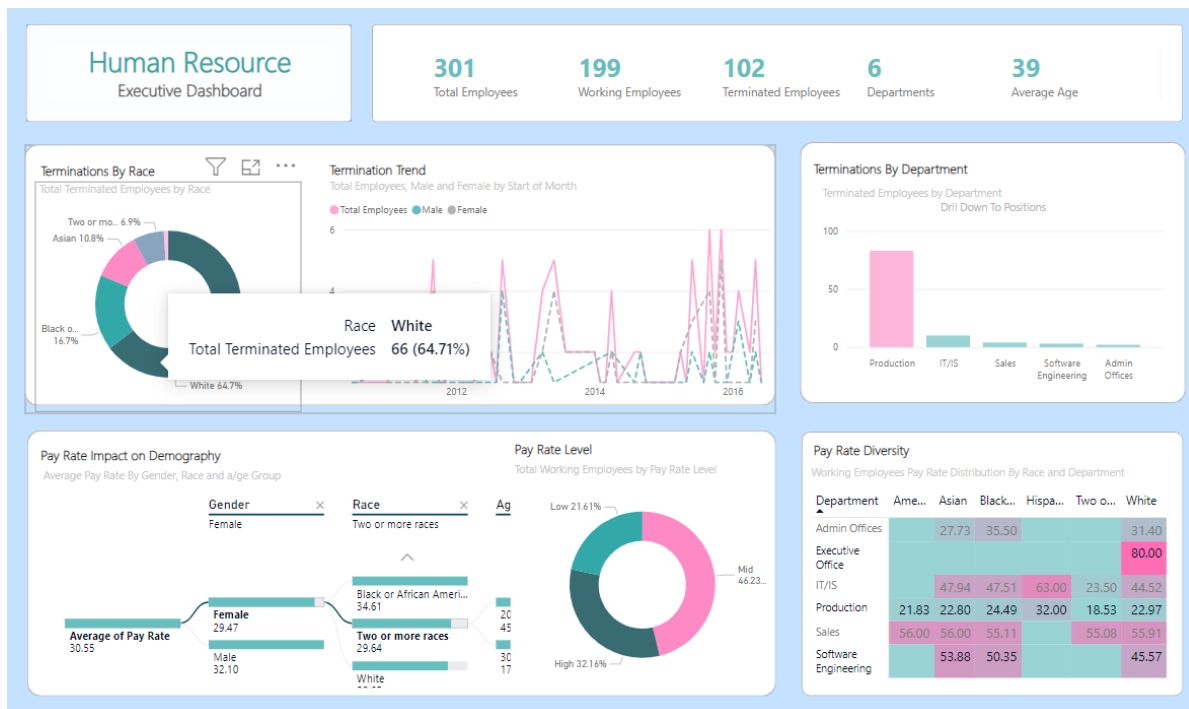 Human Resource
Executive Dashboard
301
Total Employees
199
Working Employees
102
Terminated Employees
6
Departments
39
Average Age
Terminations By Race
Total Terminated Employees by Race
Two or mo... 6.9%
Asian 10.8%
Black o...
16.7%
White 64.7%
Race White
Total Terminated Employees 66 (64.71%)
Termination Trend
Total Employees, Male and Female by Start of Month
Total Employees Male Female
6
4
2012 2014 2016
Terminations By Department
Terminated Employees by Department
Dril Down To Positions
100
50
0
Production IT/IS Sales Software Engineering Admin Offices
Pay Rate Impact on Demography
Average Pay Rate By Gender, Race and a/ge Group
Gender
Female
Race
Two or more races
Ag
Average of Pay Rate
30.55
Female
29.47
Male
32.10
Black or African Ameri...
34.61
Two or more races
29.64
White
20
45
30
17
Pay Rate Level
Total Working Employees by Pay Rate Level
Low 21.61%
Mid
46.23...
High 32.16%
Pay Rate Diversity
Working Employees Pay Rate Distribution By Race and Department
Department Ame... Asian Black... Hispa... Two o... White
Admin Offices 27.73 35.50 31.40
Executive Office 80.00
IT/IS 47.94 47.51 63.00 23.50 44.52
Production 21.83 22.80 24.49 32.00 18.53 22.97
Sales 56.00 56.00 55.11 55.08 55.91
Software Engineering 53.88 50.35 45.57